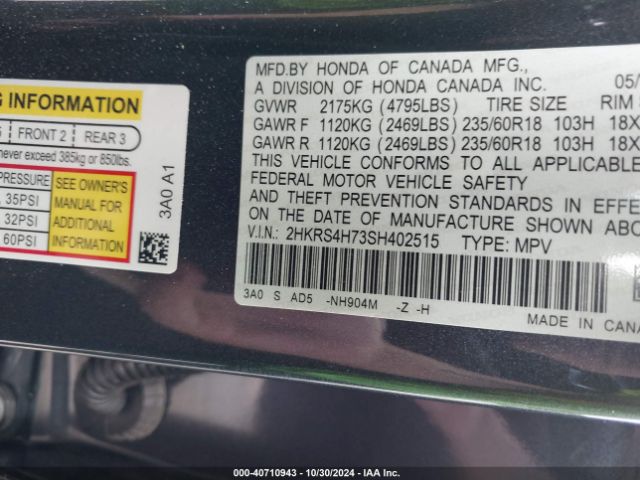 G INFORMATION
FRONT 2 REAR 3
never exceed 385kg or 850lbs.
PRESSURE
35PSI
32PSI
60PSI
SEE OWNER'S
MANUAL FOR
ADDITIONAL
INFORMATION
3A0 A1
MFD.BY HONDA OF CANADA MFG.,
A DIVISION OF HONDA CANADA INC. 05/
GVWR 2175KG (4795LBS) TIRE SIZE RIM
GAWR F 1120KG (2469LBS) 235/60R18 103H 18X
GAWR R 1120KG (2469LBS) 235/60R18 103H 18X
THIS VEHICLE CONFORMS TO ALL APPLICABLE
FEDERAL MOTOR VEHICLE SAFETY
AND THEFT PREVENTION STANDARDS IN EFFE
ON THE DATE OF MANUFACTURE SHOWN ABO
V.I.N.: 2HKRS4H73SH402515 TYPE: MPV
3A0 S AD5 -NH904M -Z -H
MADE IN CANA
000-40710943 / 10/30/2024 / IAA Inc. /